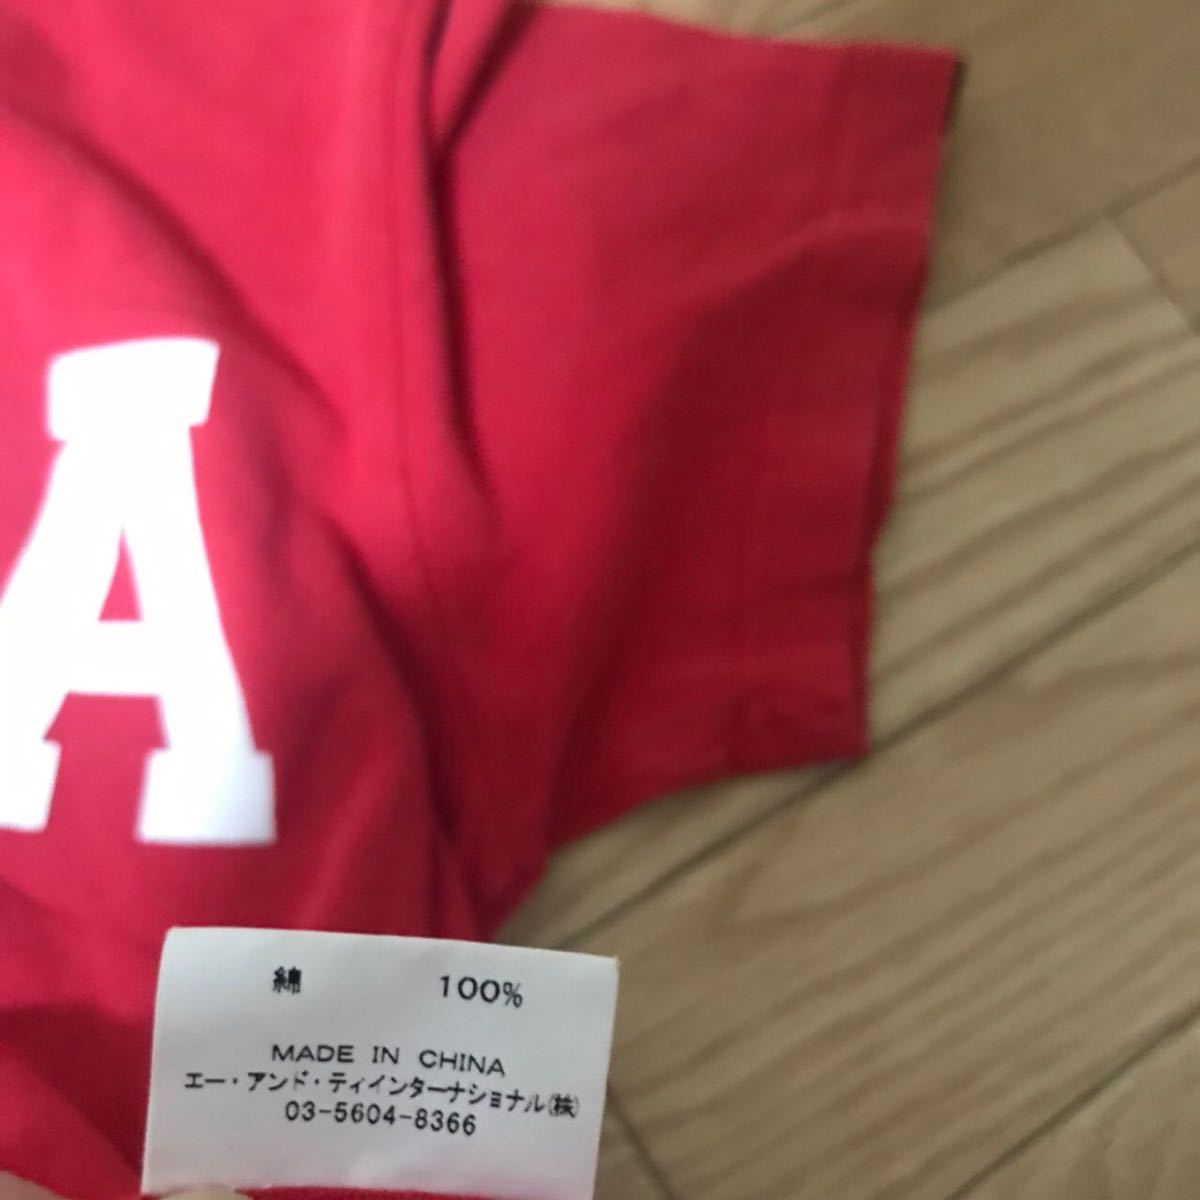 A
綿 100%
MADE IN CHINA
エー・アンド・ティインターナショナル(株)
03-5604-8366